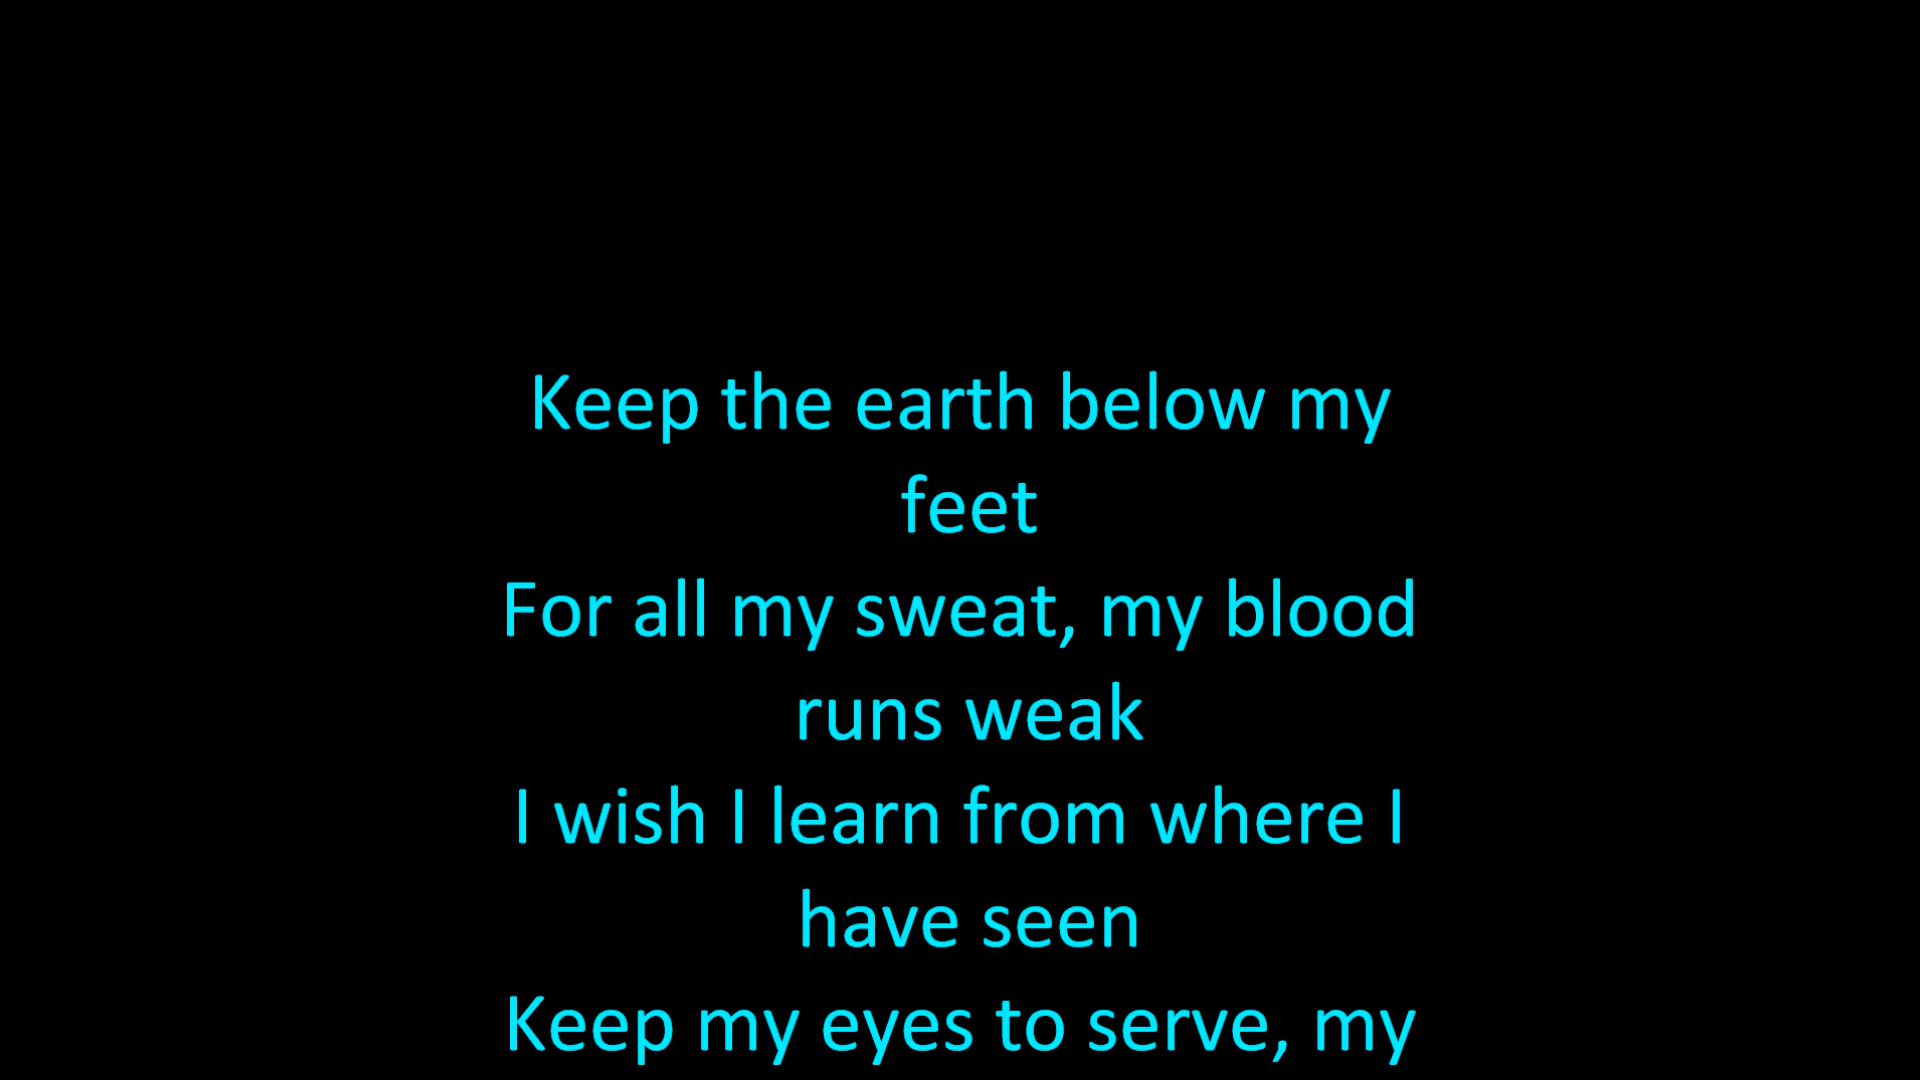 Keep the earth below my
feet
For all my sweat, my blood
runs weak
I wish I learn from where I
have seen
Keep my eyes to serve, my